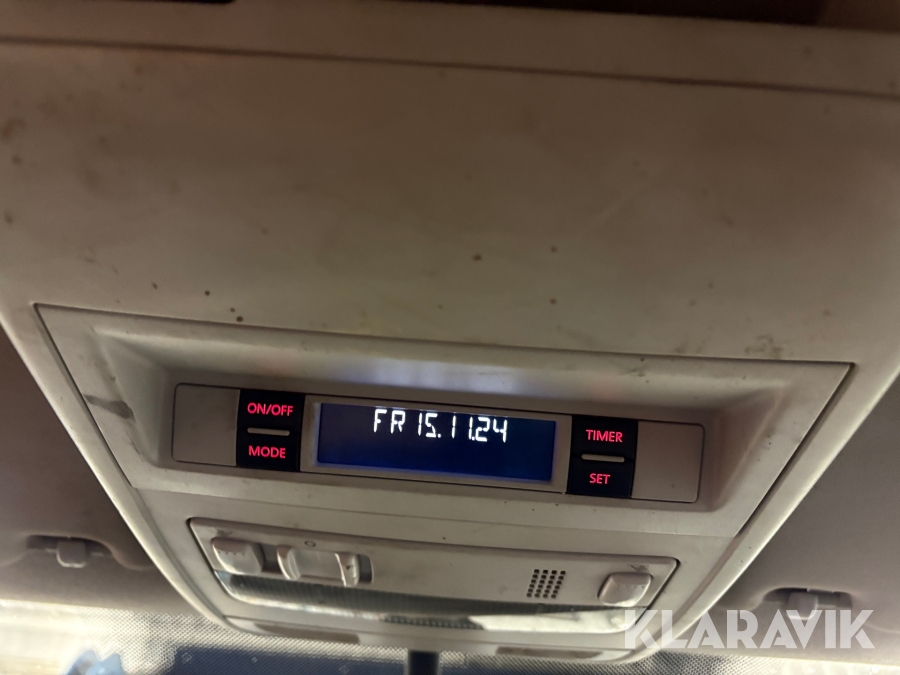 ON/OFF
MODE
FR 15.11.24
TIMER
SET
KLARAVIK